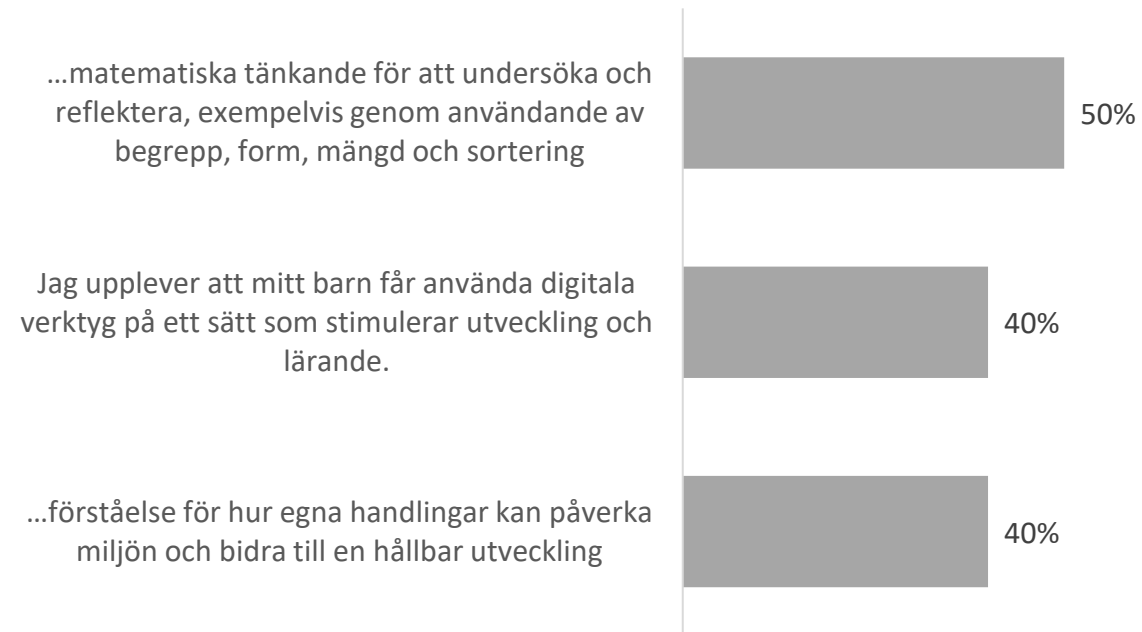 ...matematiska tänkande för att undersöka och
reflektera, exempelvis genom användande av
begrepp, form, mängd och sortering
50%
Jag upplever att mitt barn får använda digitala
verktyg på ett sätt som stimulerar utveckling och
lärande.
40%
...förståelse för hur egna handlingar kan påverka
miljön och bidra till en hållbar utveckling
40%